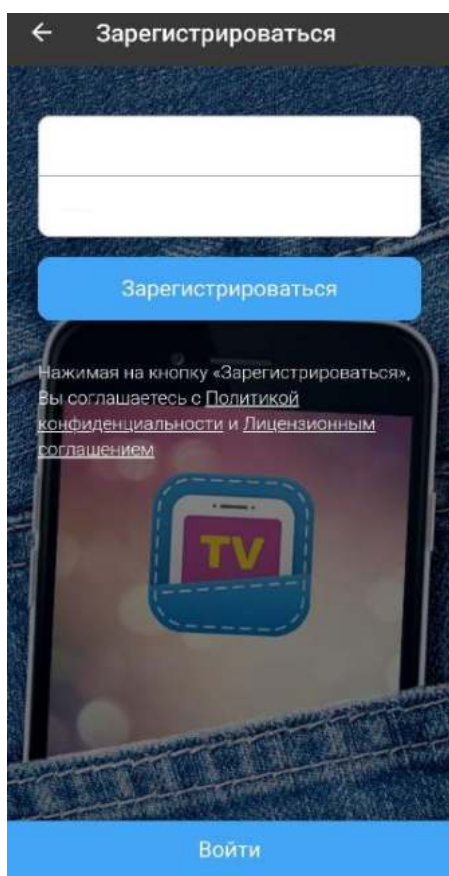 Зарегистрироваться
Зарегистрироваться
Нажимая на кнопку «Зарегистрироваться»,
Вы соглашаетесь с Политикой
конфиденциальности и Лицензионным
соглашением
TV
Войти